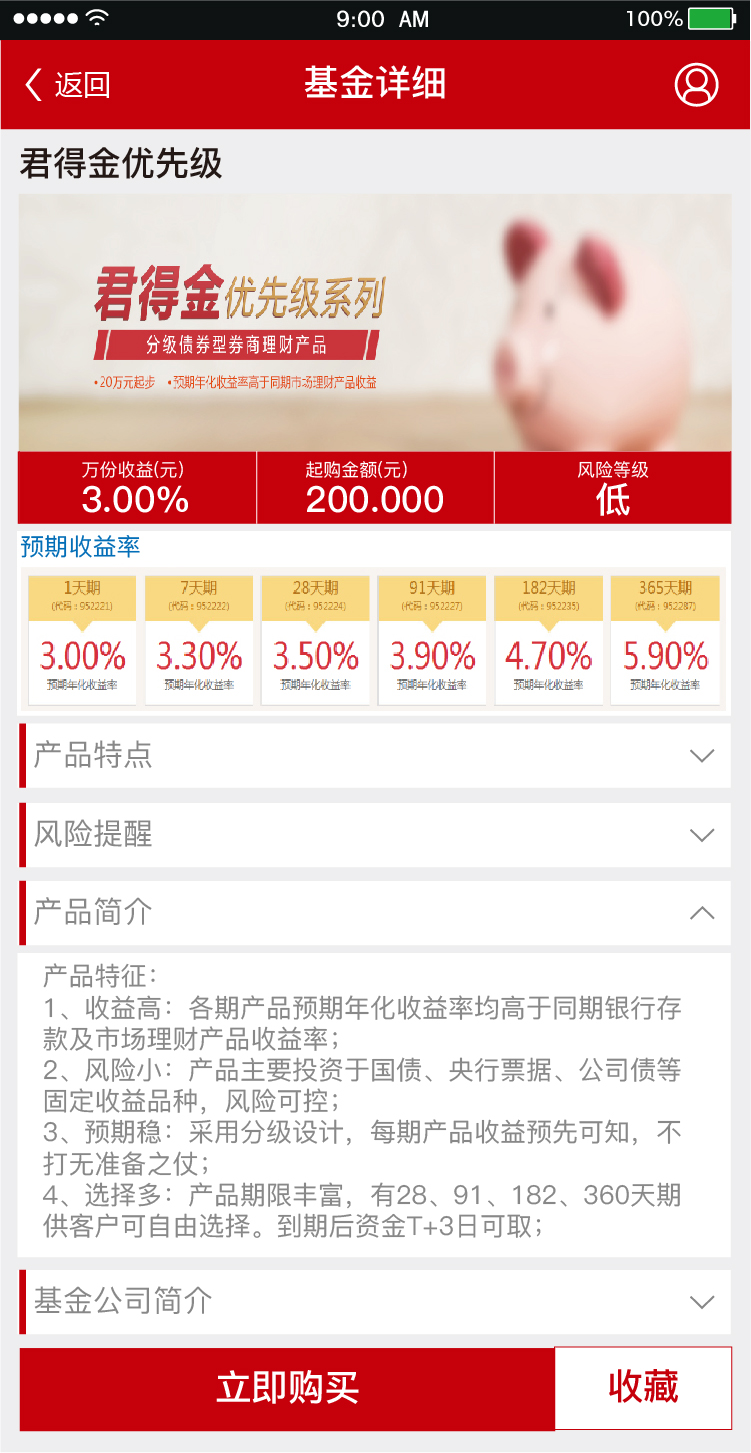 9:00 AM
100%
返回
基金详细
君得金优先级
君得金优先级系列
分级债券型券商理财产品
•20万元起步 •预期年化收益率高于同期市场理财产品收益
万份收益(元)
3.00%
起购金额(元)
200.000
风险等级
低
预期收益率
1天期
(代码：952221)
3.00%
预期年化收益率
7天期
(代码：952222)
3.30%
预期年化收益率
28天期
(代码：952224)
3.50%
预期年化收益率
91天期
(代码：952227)
3.90%
预期年化收益率
182天期
(代码：952235)
4.70%
预期年化收益率
365天期
(代码：952287)
5.90%
预期年化收益率
产品特点
风险提醒
产品简介
产品特征：
1、收益高：各期产品预期年化收益率均高于同期银行存
款及市场理财产品收益率；
2、风险小：产品主要投资于国债、央行票据、公司债等
固定收益品种，风险可控；
3、预期稳：采用分级设计，每期产品收益预先可知，不
打无准备之仗；
4、选择多：产品期限丰富，有28、91、182、360天期
供客户可自由选择。到期后资金T+3日可取；
基金公司简介
立即购买
收藏